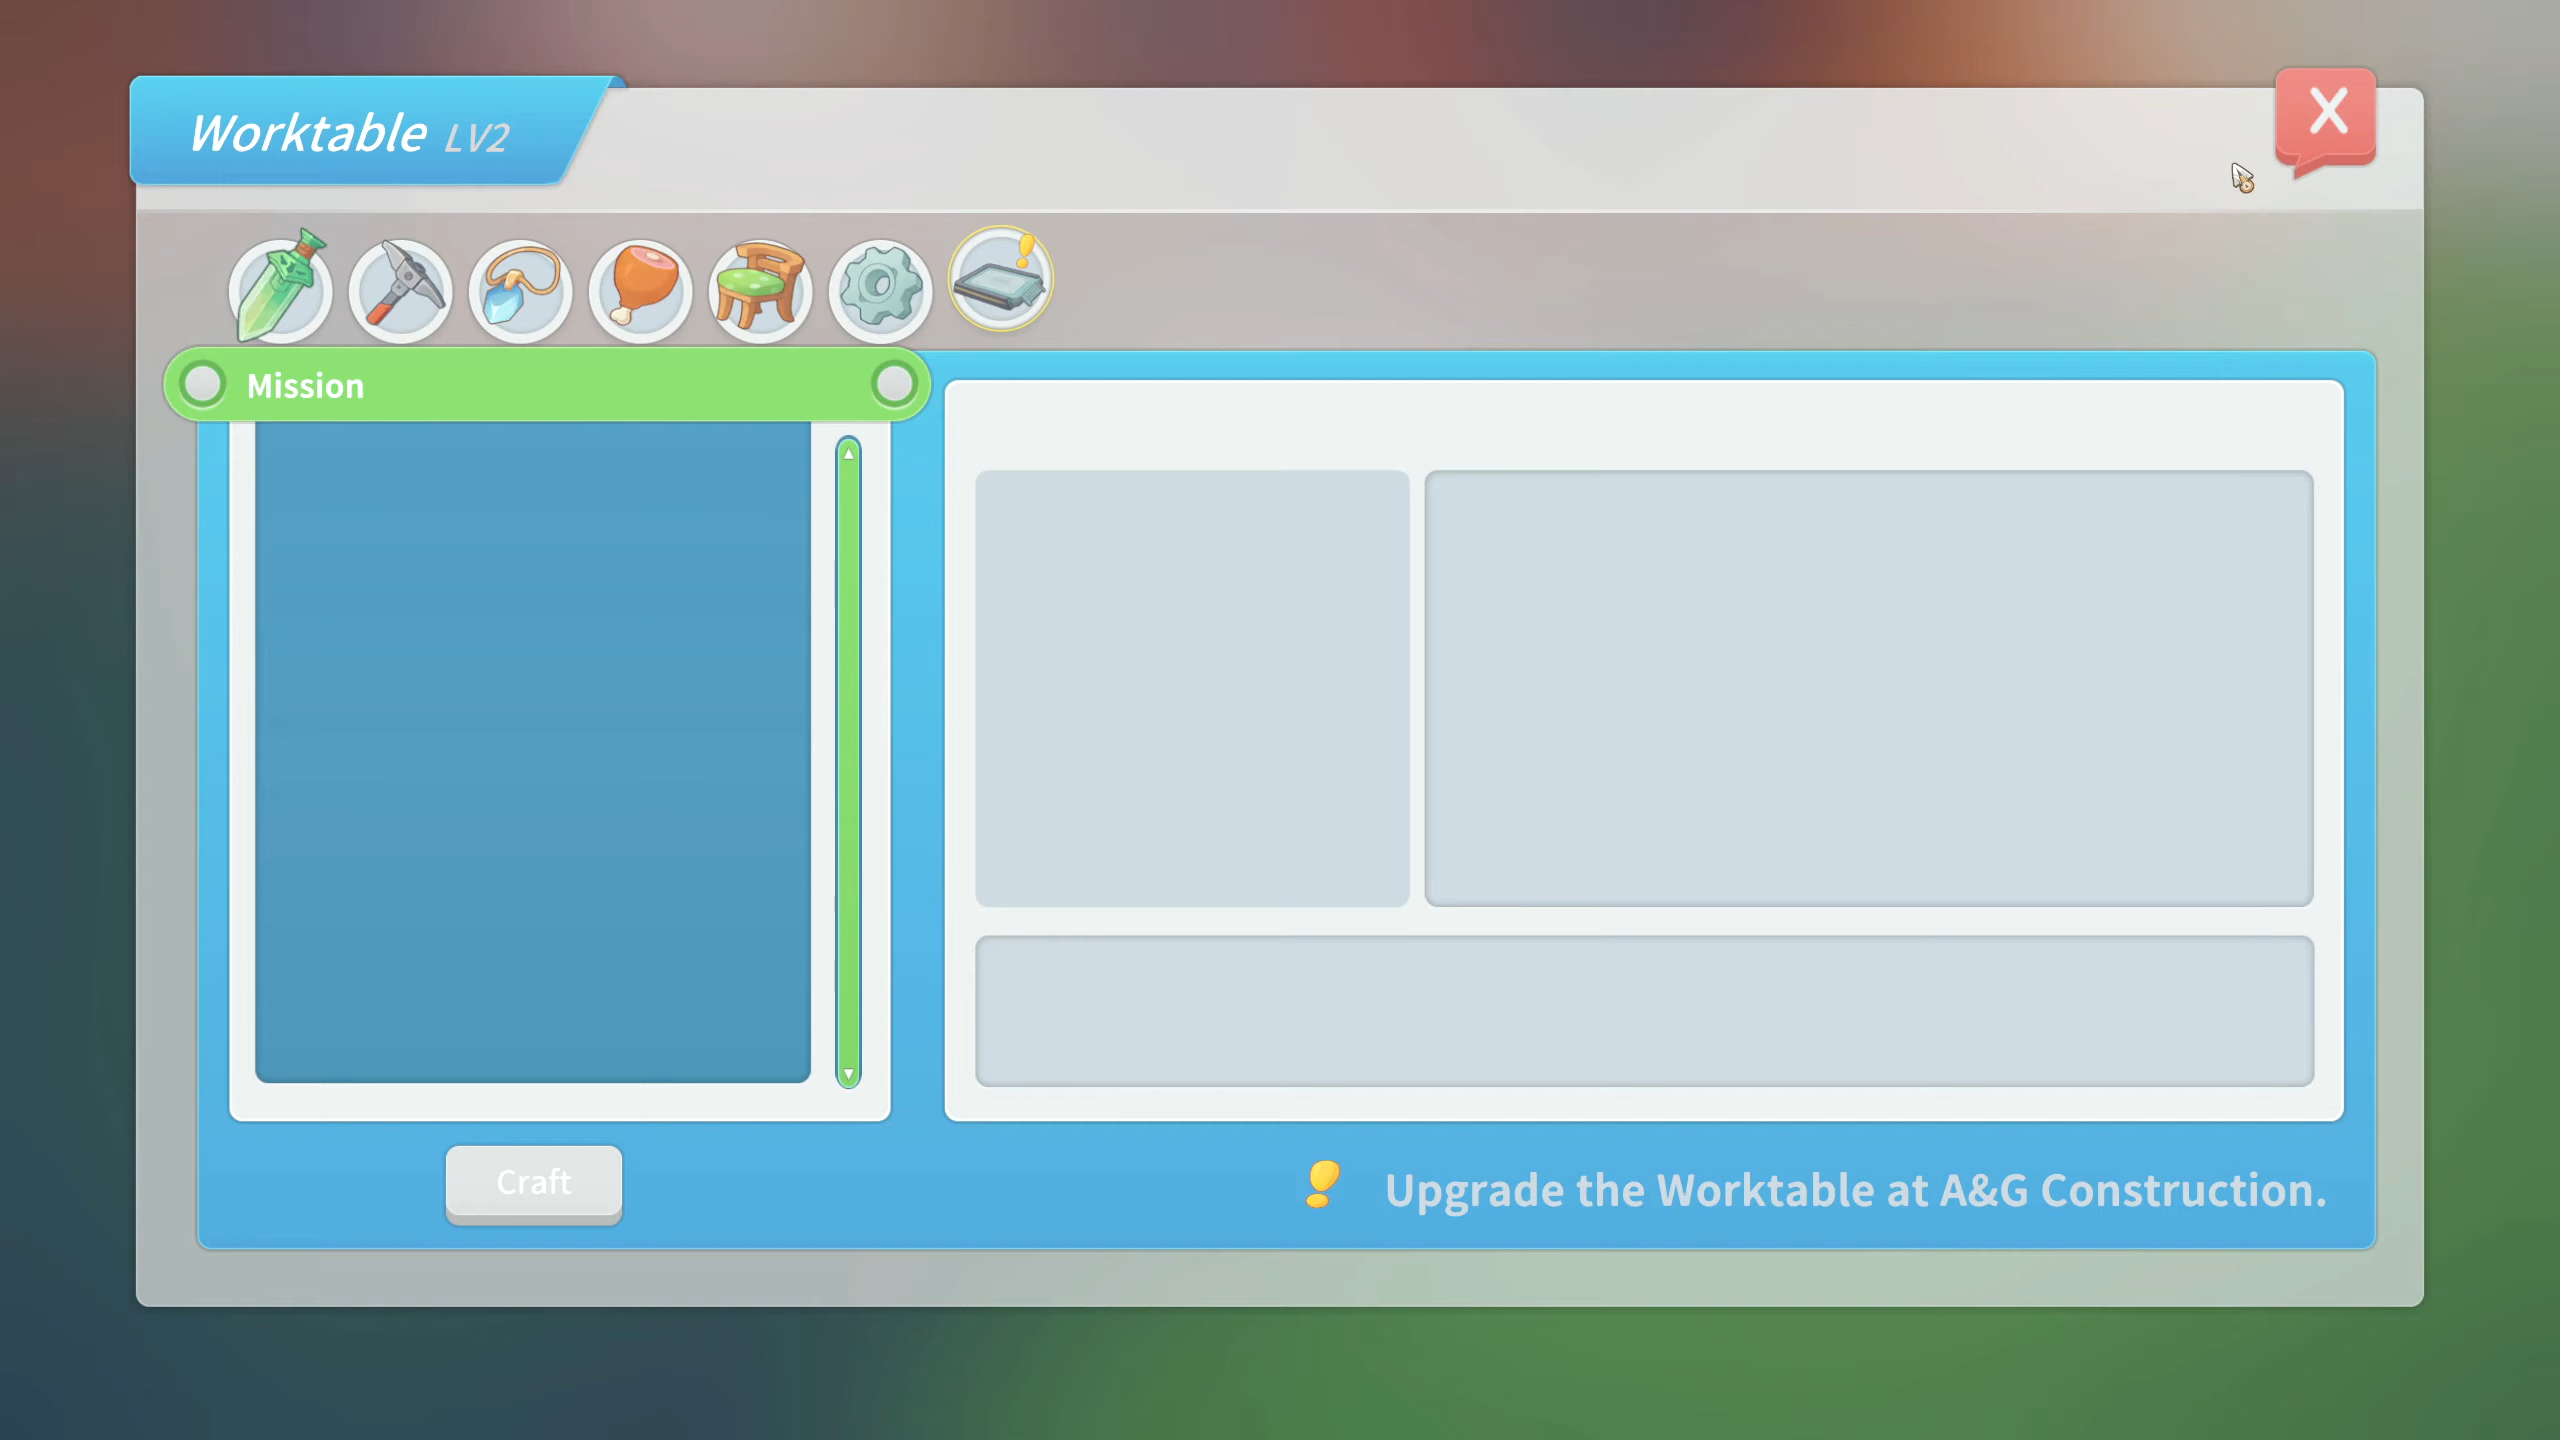 Worktable LV2
X
Mission
Craft
Upgrade the Worktable at A&G Construction.